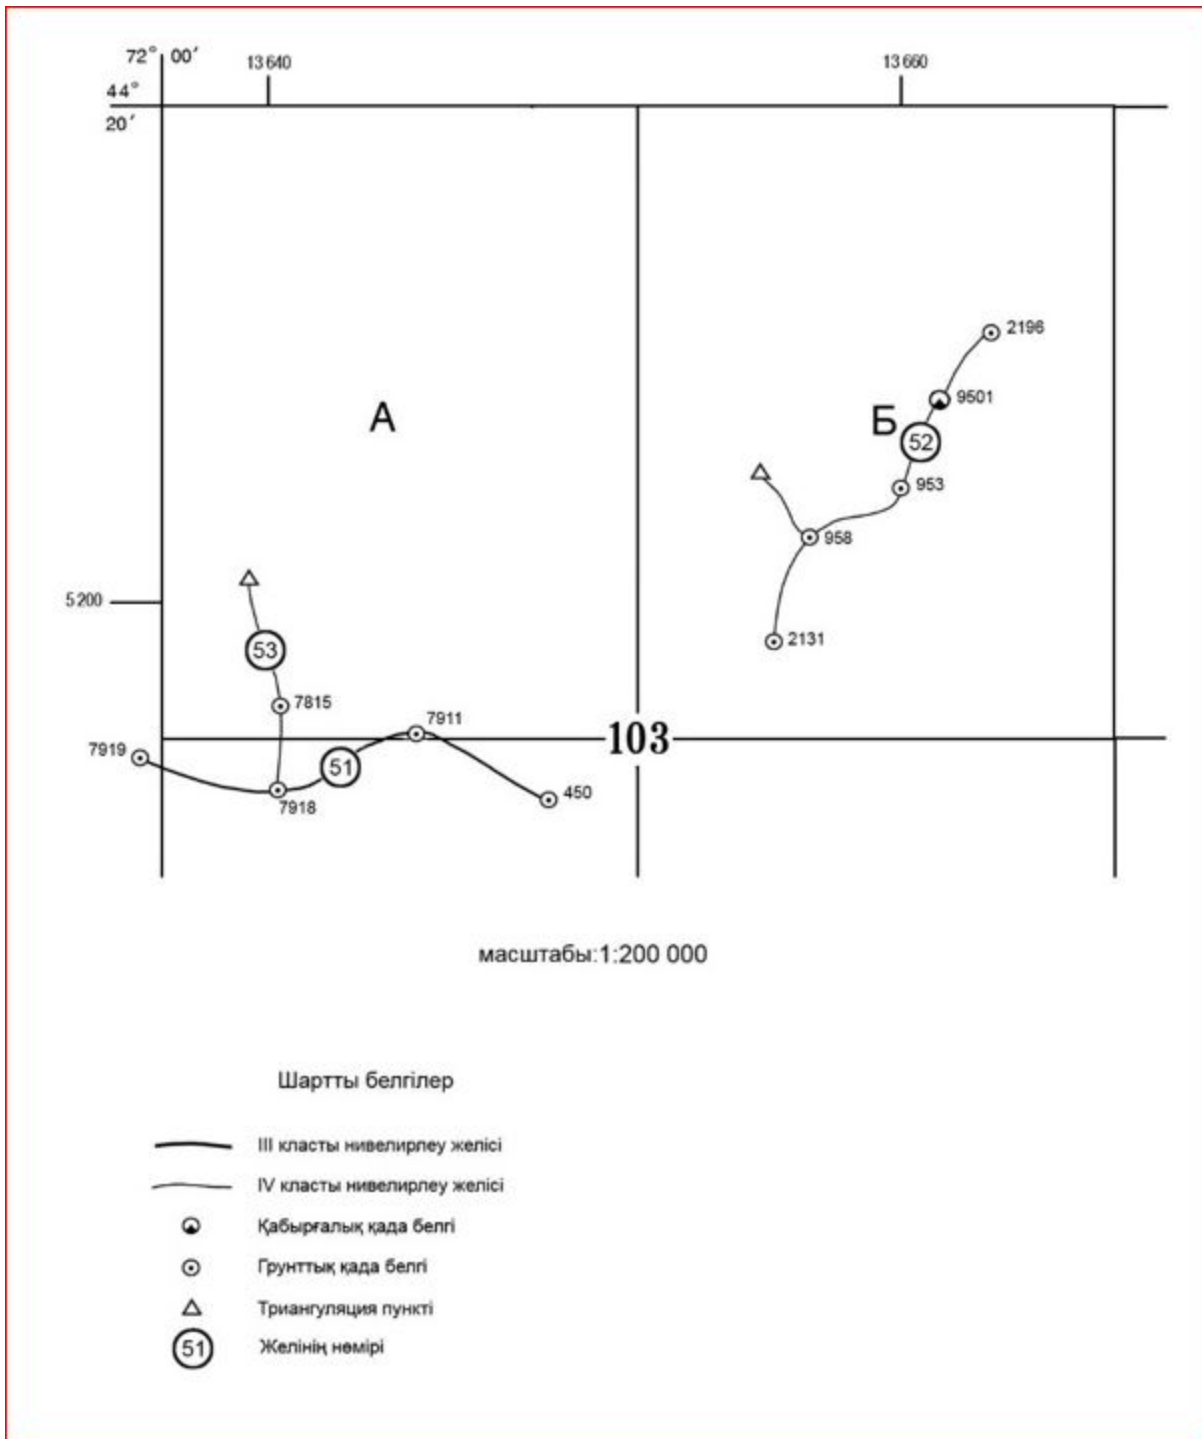 72° 00′
13 640
13 660
44°
20′
2196
9501
А
Б
52
953
958
5 200
53
2131
7815
7911
103
7919
51
450
7918
масштабы:1:200 000
Шартты белгілер
III класты нивелирлеу желісі
IV класты нивелирлеу желісі
Қабырғалық қада белгі
Грунттық қада белгі
Триангуляция пункті
51 Желінің нөмірі